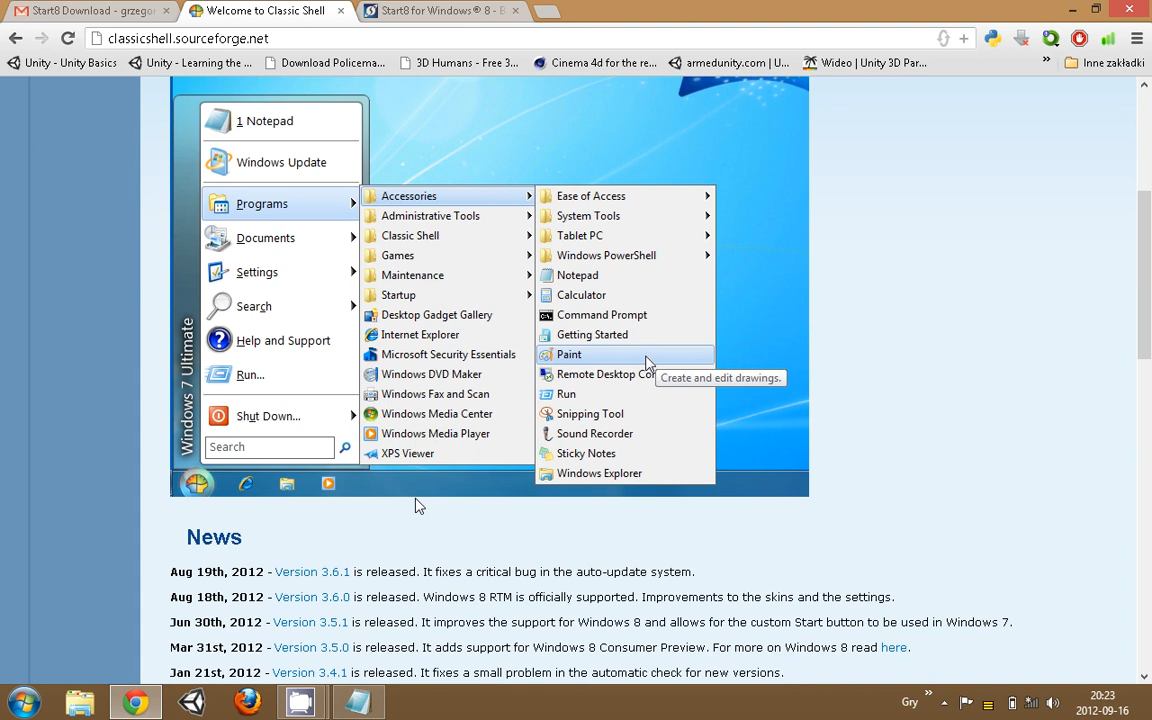 Start8 Download - grzegor
Welcome to Classic Shell
Start8 for Windows® 8 - B
classicshell.sourceforge.net
Unity - Unity Basics
Unity - Learning the ...
Download Policema...
3D Humans - Free 3...
Cinema 4d for the re...
armedunity.com | U...
Video | Unity 3D Par...
»
Inne zakładki
1 Notepad
Windows Update
Programs
Documents
Settings
Search
Help and Support
Run...
Shut Down...
Search
Windows 7 Ultimate
Accessories
Administrative Tools
Classic Shell
Games
Maintenance
Startup
Desktop Gadget Gallery
Internet Explorer
Microsoft Security Essentials
Windows DVD Maker
Windows Fax and Scan
Windows Media Center
Windows Media Player
XPS Viewer
Ease of Access
System Tools
Tablet PC
Windows PowerShell
Notepad
Calculator
Command Prompt
Getting Started
Paint
Remote Desktop Co
Create and edit drawings.
Run
Snipping Tool
Sound Recorder
Sticky Notes
Windows Explorer
News
Aug 19th, 2012 - Version 3.6.1 is released. It fixes a critical bug in the auto-update system.
Aug 18th, 2012 - Version 3.6.0 is released. Windows 8 RTM is officially supported. Improvements to the skins and the settings.
Jun 30th, 2012 - Version 3.5.1 is released. It improves the support for Windows 8 and allows for the custom Start button to be used in Windows 7.
Mar 31st, 2012 - Version 3.5.0 is released. It adds support for Windows 8 Consumer Preview. For more on Windows 8 read here.
Jan 21st, 2012 - Version 3.4.1 is released. It fixes a small problem in the automatic check for new versions.
Gry »
20:23
2012-09-16